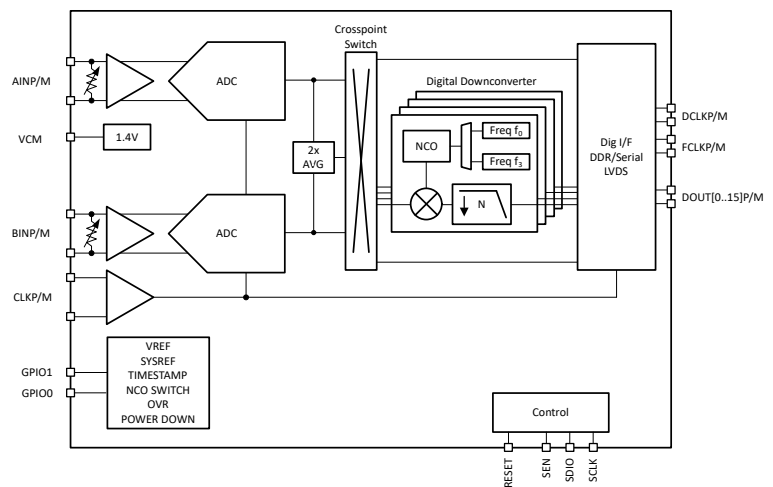 Crosspoint
Switch
AINP/M
ADC
Digital Downconverter
VCM
1.4V
2x
AVG
NCO
Freq f0
Freq f3
N
Dig I/F
DDR/Serial
LVDS
DCLKP/M
FCLKP/M
DOUT[0..15]P/M
BINP/M
ADC
CLKP/M
GPIO1
GPIO0
VREF
SYSREF
TIMESTAMP
NCO SWITCH
OVR
POWER DOWN
Control
RESET
SEN
SDIO
SCLK